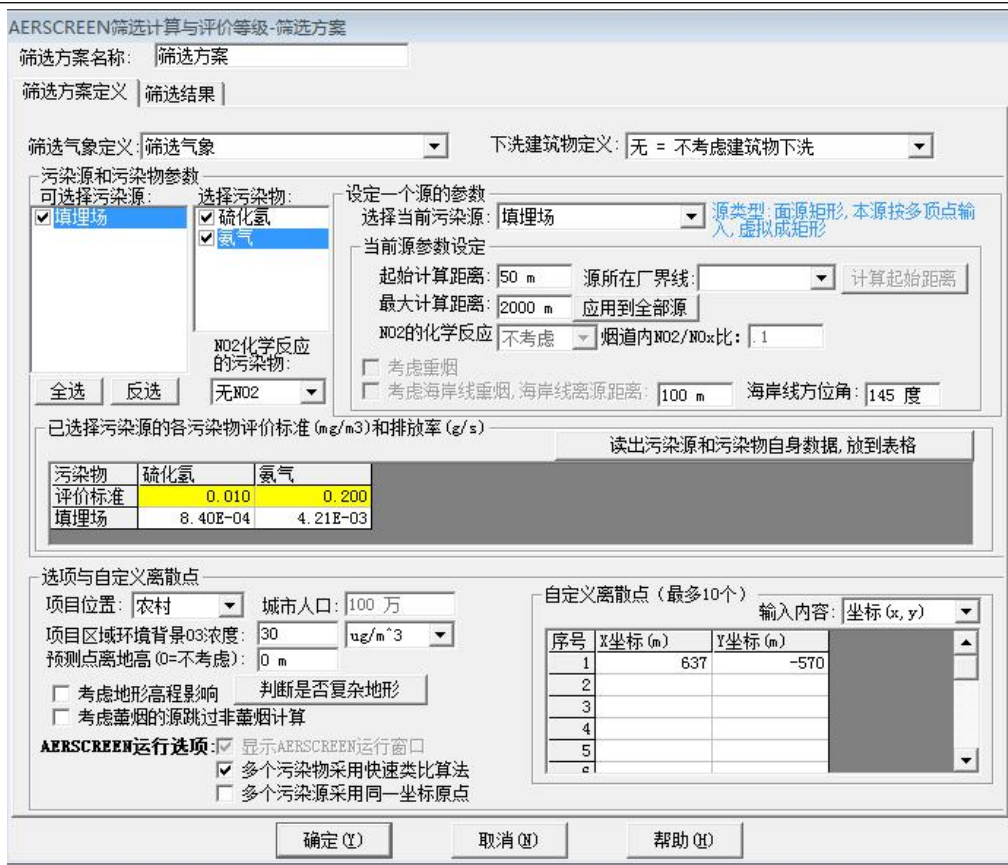 AERSCREEN筛选计算与评价等级-筛选方案
筛选方案名称: 筛选方案
筛选方案定义 筛选结果
筛选气象定义: 筛选气象 下洗建筑物定义: 无 = 不考虑建筑物下洗
污染源和污染物参数
可选择污染源: 选择污染物: 设定一个源的参数
填埋场 硫化氢 选择当前污染源: 填埋场 源类型:面源矩形,本源按多顶点输
氨气 入,虚拟成矩形
当前源参数设定
起始计算距离: 50 m 源所在厂界线: 计算起始距离
最大计算距离: 2000 m 应用到全部源
NO2的化学反应 不考虑 烟道内NO2/NOx比: .1
NO2化学反应
的污染物:
考虑重烟
全选 反选 无NO2 考虑海岸线重烟,海岸线离源距离: 100 m 海岸线方位角: 145 度
已选择污染源的各污染物评价标准(mg/m3)和排放率(g/s)
读出污染源和污染物自身数据,放到表格
污染物 硫化氢 氨气
评价标准 0.010 0.200
填埋场 8.40E-04 4.21E-03
选项与自定义离散点
项目位置: 农村 城市人口: 100 万 自定义离散点(最多10个)
输入内容: 坐标(x,y)
项目区域环境背景O3浓度: 30 ug/m^3
预测点离地高(0=不考虑): 0 m
序号 X坐标(m) Y坐标(m)
1 637 -570
2
3
4
5
6
考虑地形高程影响 判断是否复杂地形
考虑薰烟的源跳过非薰烟计算
AERSCREEN运行选项: 显示AERSCREEN运行窗口
多个污染物采用快速类比算法
多个污染源采用同一坐标原点
确定(Y) 取消(N) 帮助(H)